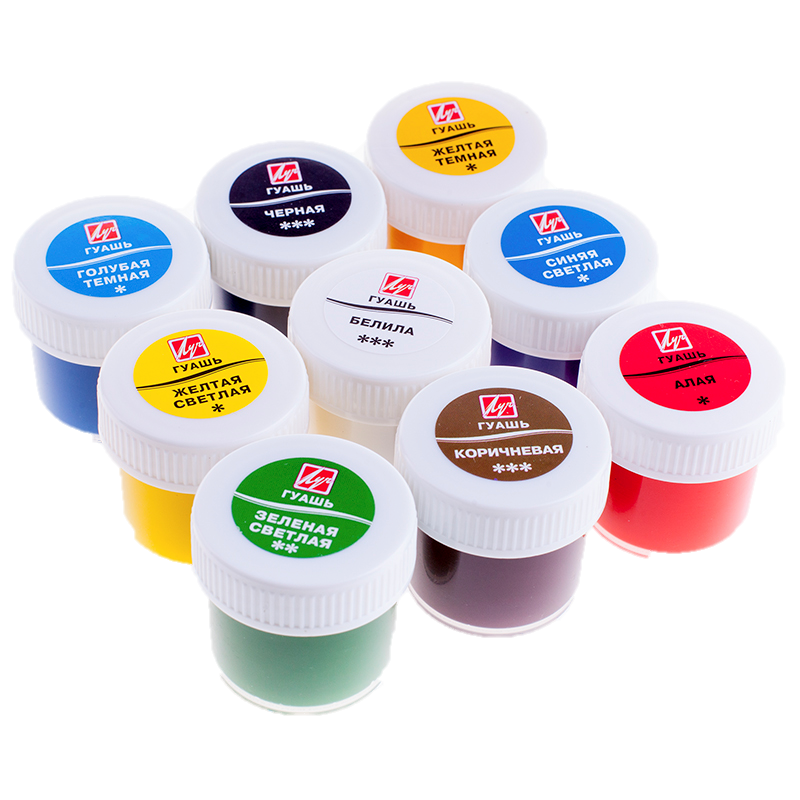 Луч
ГУАШЬ
ЖЕЛТАЯ
ТЕМНАЯ
*
Луч
ГУАШЬ
ЧЕРНАЯ
***
Луч
ГУАШЬ
ГОЛУБАЯ
ТЕМНАЯ
*
Луч
ГУАШЬ
СИНЯЯ
СВЕТЛАЯ
*
Луч
ГУАШЬ
БЕЛИЛА
***
Луч
ГУАШЬ
ЖЕЛТАЯ
СВЕТЛАЯ
*
Луч
ГУАШЬ
АЛАЯ
*
Луч
ГУАШЬ
КОРИЧНЕВАЯ
***
Луч
ГУАШЬ
ЗЕЛЕНАЯ
СВЕТЛАЯ
**